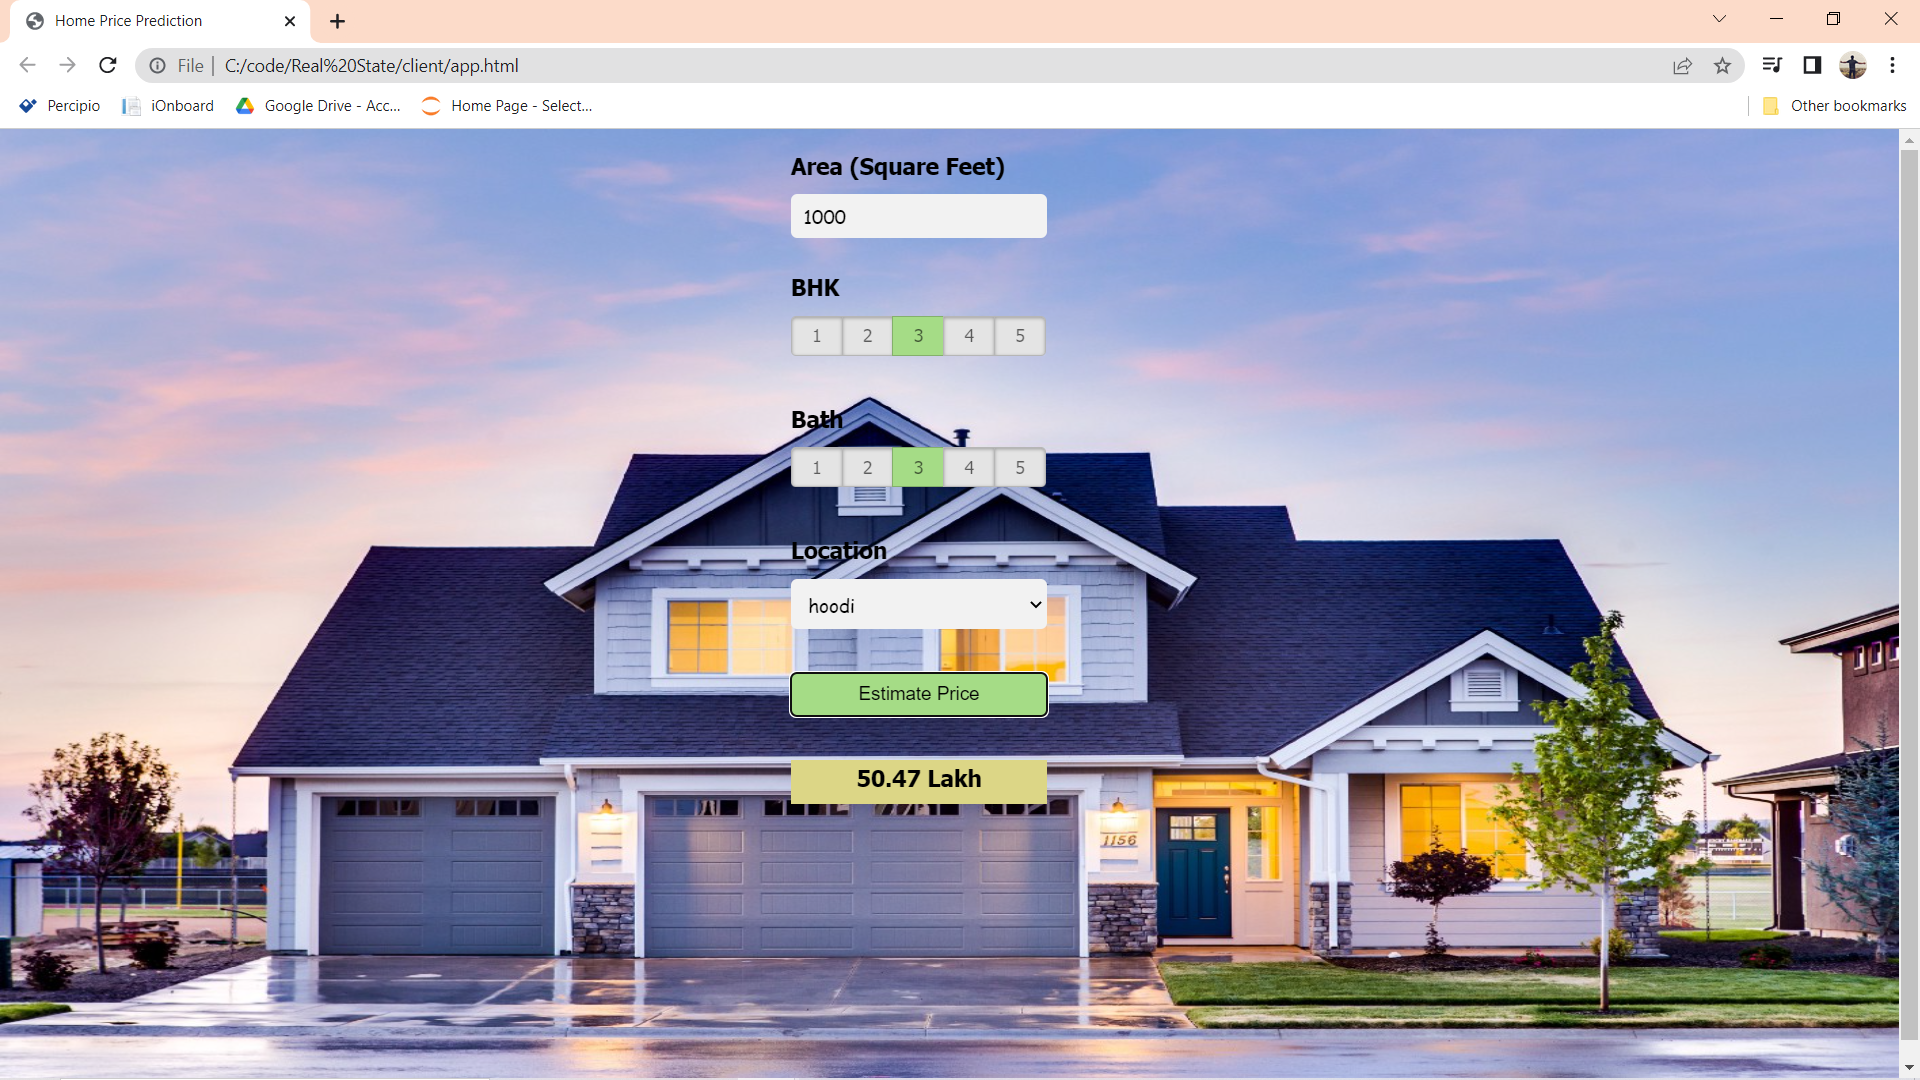 Home Price Prediction
File | C:/code/Real%20State/client/app.html
Percipio iOnboard Google Drive - Acc... Home Page - Select... Other bookmarks
Area (Square Feet)
1000
BHK
1 2 3 4 5
Bath
1 2 3 4 5
Location
hoodi
Estimate Price
50.47 Lakh
1156